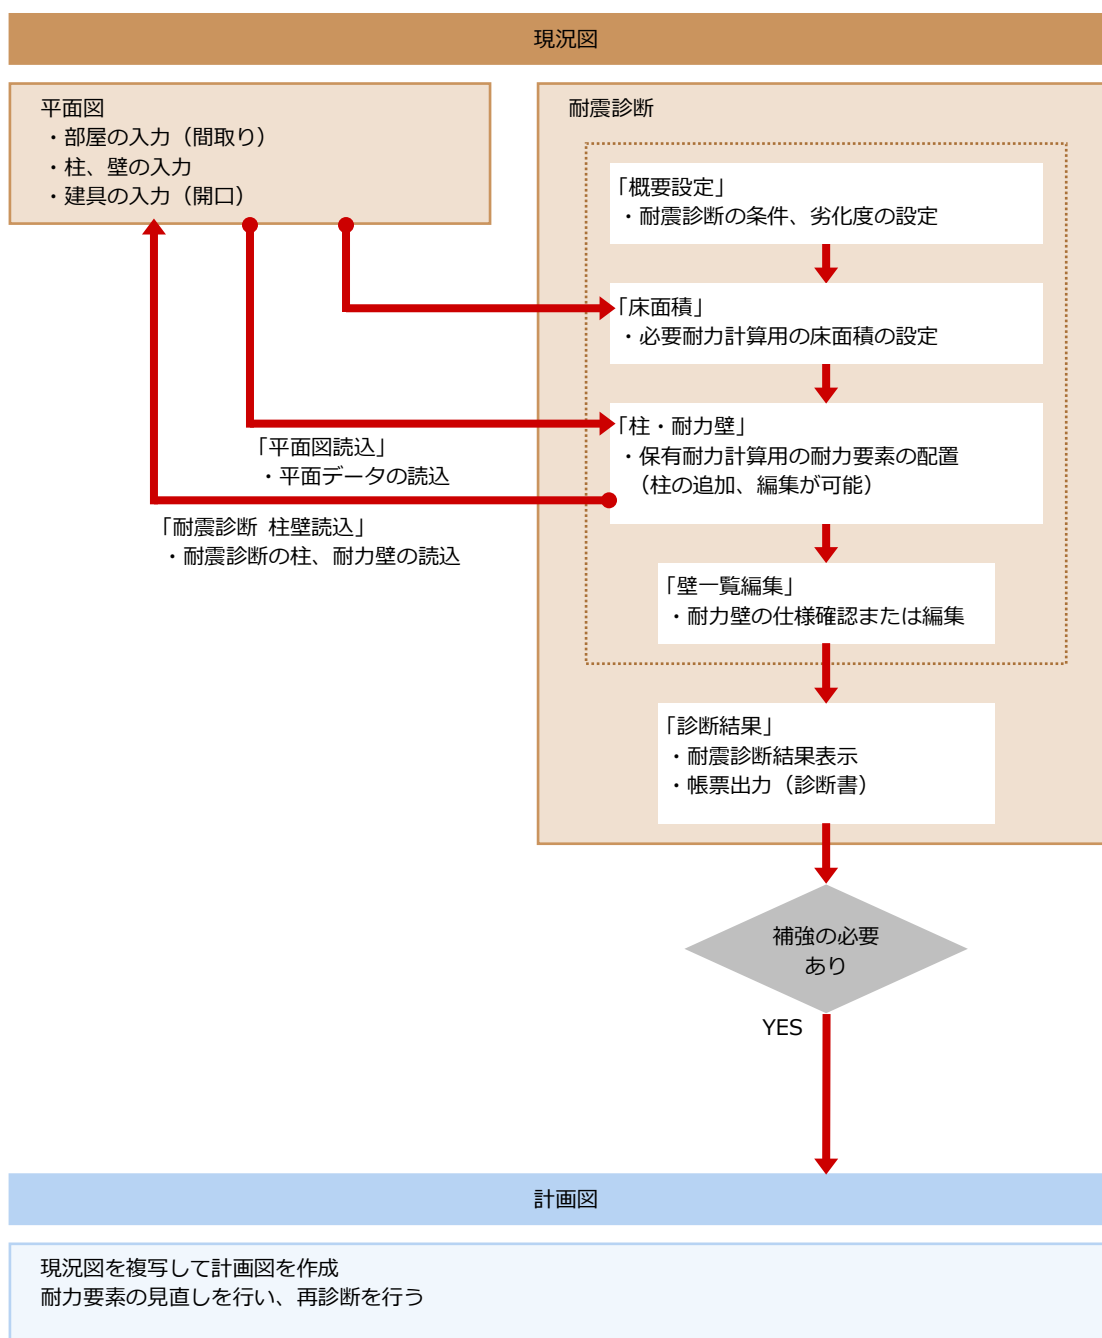 現況図
平面図
・部屋の入力（間取り）
・柱、壁の入力
・建具の入力（開口）
耐震診断
「概要設定」
・耐震診断の条件、劣化度の設定
「床面積」
・必要耐力計算用の床面積の設定
「柱・耐力壁」
・保有耐力計算用の耐力要素の配置
（柱の追加、編集が可能）
「平面図読込」
・平面データの読込
「耐震診断 柱壁読込」
・耐震診断の柱、耐力壁の読込
「壁一覧編集」
・耐力壁の仕様確認または編集
「診断結果」
・耐震診断結果表示
・帳票出力（診断書）
補強の必要
あり
YES
計画図
現況図を複写して計画図を作成
耐力要素の見直しを行い、再診断を行う